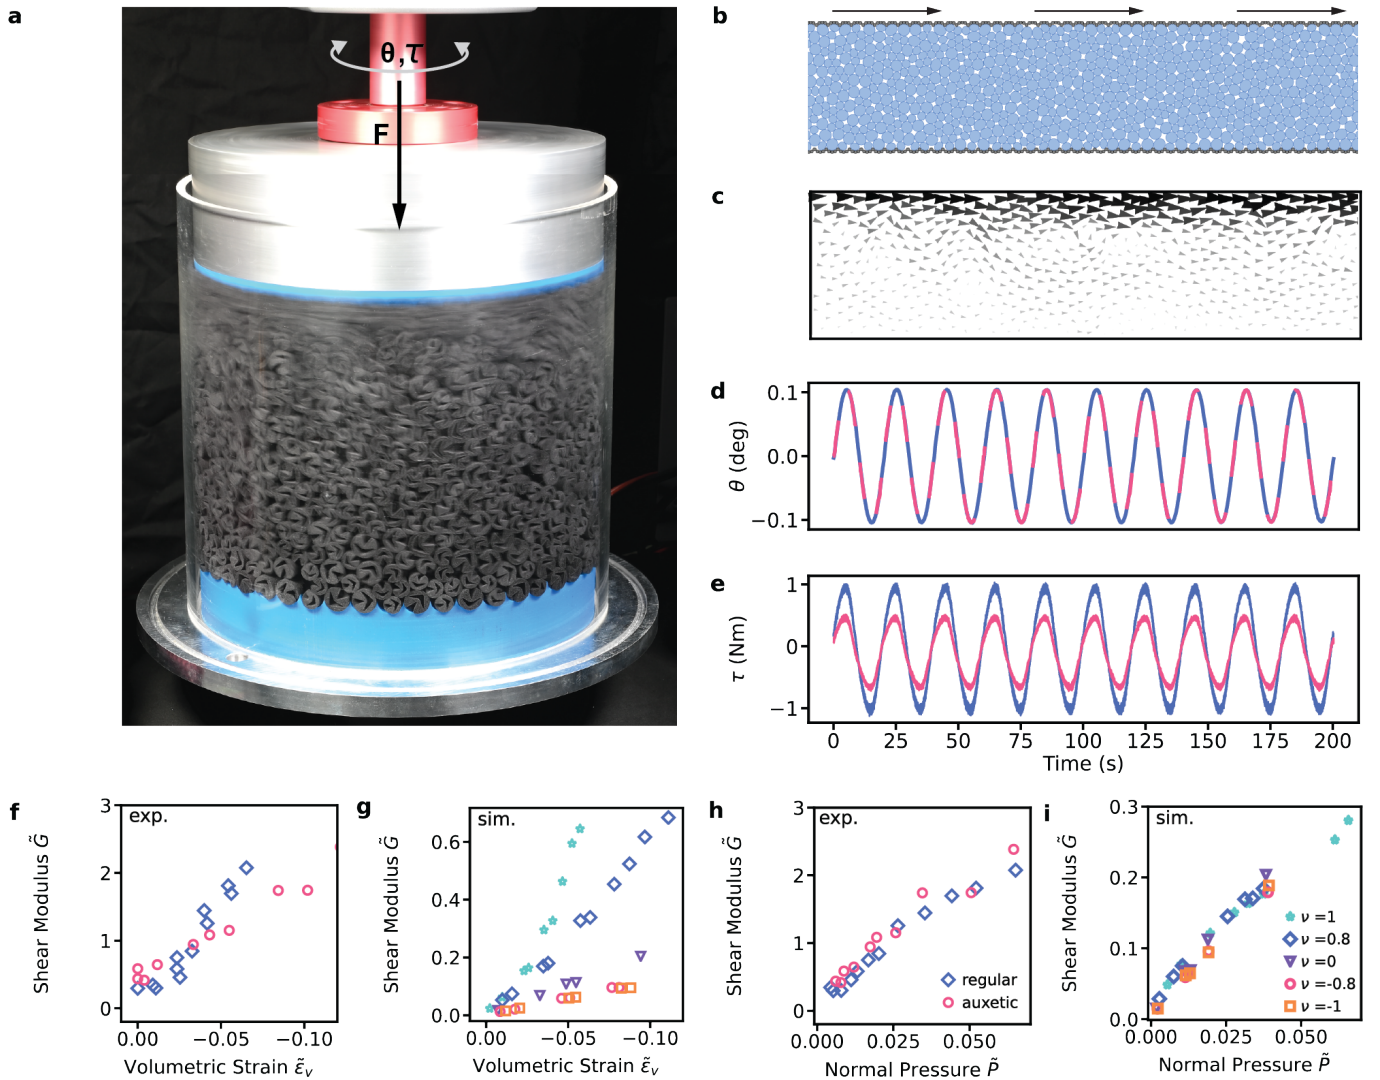 a
θ,τ
F
b
c
d
θ (deg)
0.1
0.0
−0.1
e
τ (Nm)
1
0
−1
0 25 50 75 100 125 150 175 200
Time (s)
f
exp.
Shear Modulus G̃
3
2
1
0
0.00 −0.05 −0.10
Volumetric Strain ε̃ᵥ
g
sim.
Shear Modulus G̃
0.6
0.4
0.2
0.0
0.00 −0.05 −0.10
Volumetric Strain ε̃ᵥ
h
exp.
Shear Modulus G̃
3
2
1
0
regular
auxetic
0.000 0.025 0.050
Normal Pressure P̃
i
sim.
Shear Modulus G̃
0.3
0.2
0.1
0.0
ν =1
ν =0.8
ν =0
ν =-0.8
ν =-1
0.000 0.025 0.050
Normal Pressure P̃